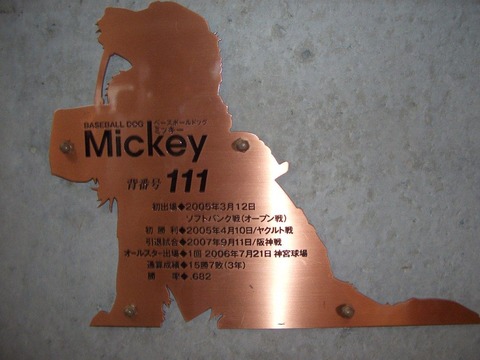 BASEBALL DOG ベースボールドッグ
Mickey ミッキー
背番号 111
初出場◆2005年3月12日
ソフトバンク戦(オープン戦)
初勝利◆2005年4月10日/ヤクルト戦
引退試合◆2007年9月11日/阪神戦
オールスター出場◆1回 2006年7月21日 神宮球場
通算成績◆15勝7敗(3年)
勝率◆.682